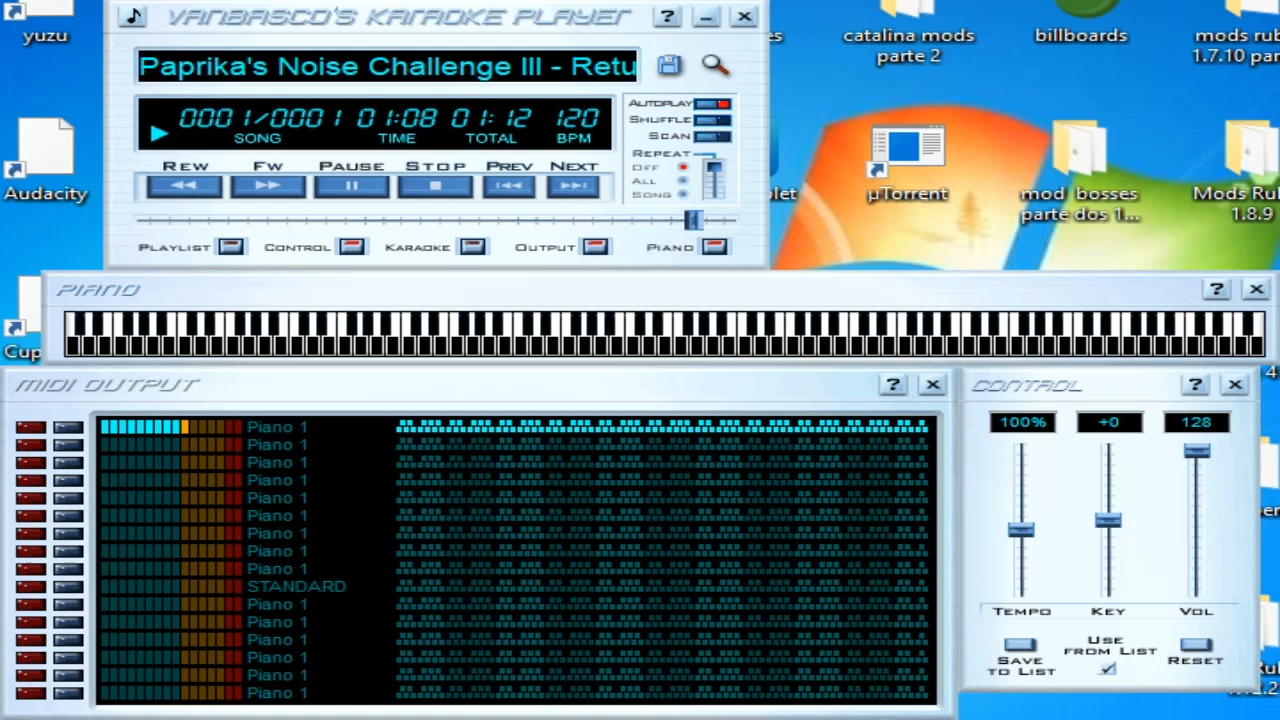 yuzu
VANBASCO'S KARAOKE PLAYER
?
catalina mods
parte 2
billboards
mods rub
1.7.10 par
Paprika's Noise Challenge III - Retu
0001/0001 01:08 01:12 120
SONG TIME TOTAL BPM
AUTOPLAY
SHUFFLE
SCAN
REPEAT
OFF
ALL
SONG
REW FW PAUSE STOP PREV NEXT
PLAYLIST CONTROL KARAOKE OUTPUT PIANO
Audacity
µTorrent
mod bosses
parte dos 1...
Mods Rub
1.8.9
PIANO
?
Cup
MIDI OUTPUT
?
Piano 1
Piano 1
Piano 1
Piano 1
Piano 1
Piano 1
Piano 1
Piano 1
Piano 1
STANDARD
Piano 1
Piano 1
Piano 1
Piano 1
Piano 1
Piano 1
CONTROL
?
100% +0 128
TEMPO KEY VOL
SAVE
TO LIST
USE
FROM LIST
RESET